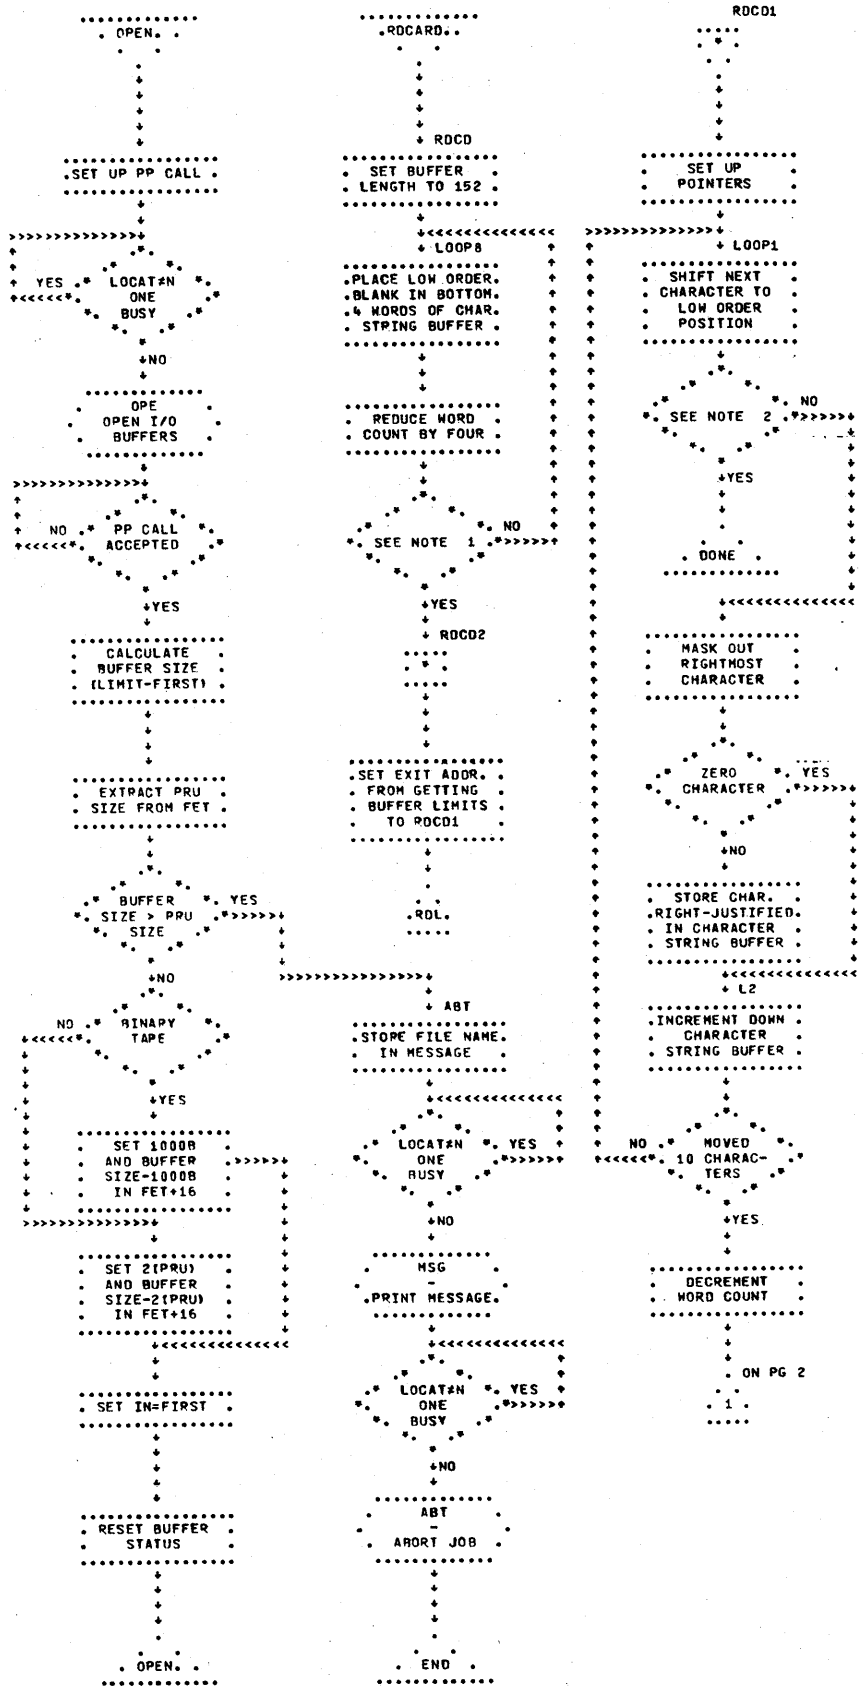 OPEN.
SET UP PP CALL
LOCAT≠N
ONE
BUSY
YES
NO
OPE
OPEN I/O
BUFFERS
PP CALL
ACCEPTED
NO
YES
CALCULATE
BUFFER SIZE
(LIMIT-FIRST)
EXTRACT PRU
SIZE FROM FET
BUFFER
SIZE > PRU
SIZE
YES
NO
BINARY
TAPE
NO
YES
SET 1000B
AND BUFFER
SIZE-1000B
IN FET+16
SET 2(PRU)
AND BUFFER
SIZE-2(PRU)
IN FET+16
SET IN=FIRST
RESET BUFFER
STATUS
OPEN.
RDCARD.
RDCD
SET BUFFER
LENGTH TO 152
LOOP8
PLACE LOW ORDER
BLANK IN BOTTOM
4 WORDS OF CHAR.
STRING BUFFER
REDUCE WORD
COUNT BY FOUR
SEE NOTE 1
NO
YES
RDCD2
*
SET EXIT ADDR.
FROM GETTING
BUFFER LIMITS
TO RDCD1
RDL
ABT
STORE FILE NAME
IN MESSAGE
LOCAT≠N
ONE
BUSY
YES
NO
MSG
-
PRINT MESSAGE
LOCAT≠N
ONE
BUSY
YES
NO
ABT
-
ABORT JOB
END
RDCD1
*
SET UP
POINTERS
LOOP1
SHIFT NEXT
CHARACTER TO
LOW ORDER
POSITION
SEE NOTE 2
NO
YES
DONE
MASK OUT
RIGHTMOST
CHARACTER
ZERO
CHARACTER
YES
NO
STORE CHAR.
RIGHT-JUSTIFIED
IN CHARACTER
STRING BUFFER
L2
INCREMENT DOWN
CHARACTER
STRING BUFFER
MOVED
10 CHARAC-
TERS
NO
YES
DECREMENT
WORD COUNT
ON PG 2
1